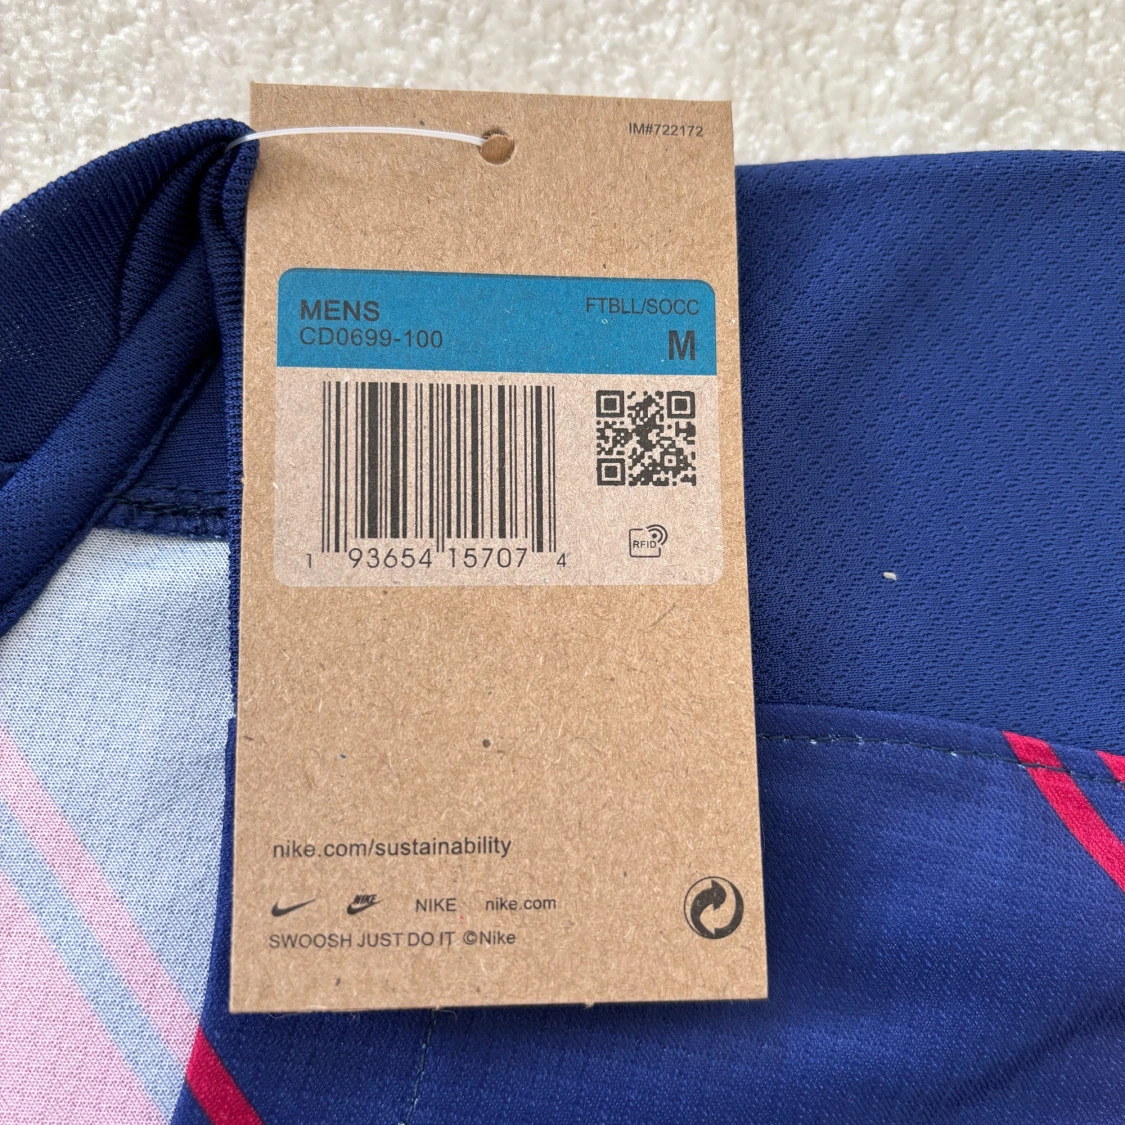 IM#722172
MENS
FTBLL/SOCC
CD0699-100
M
1 93654 15707 4
RFID
nike.com/sustainability
NIKE NIKE nike.com
SWOOSH JUST DO IT ©Nike